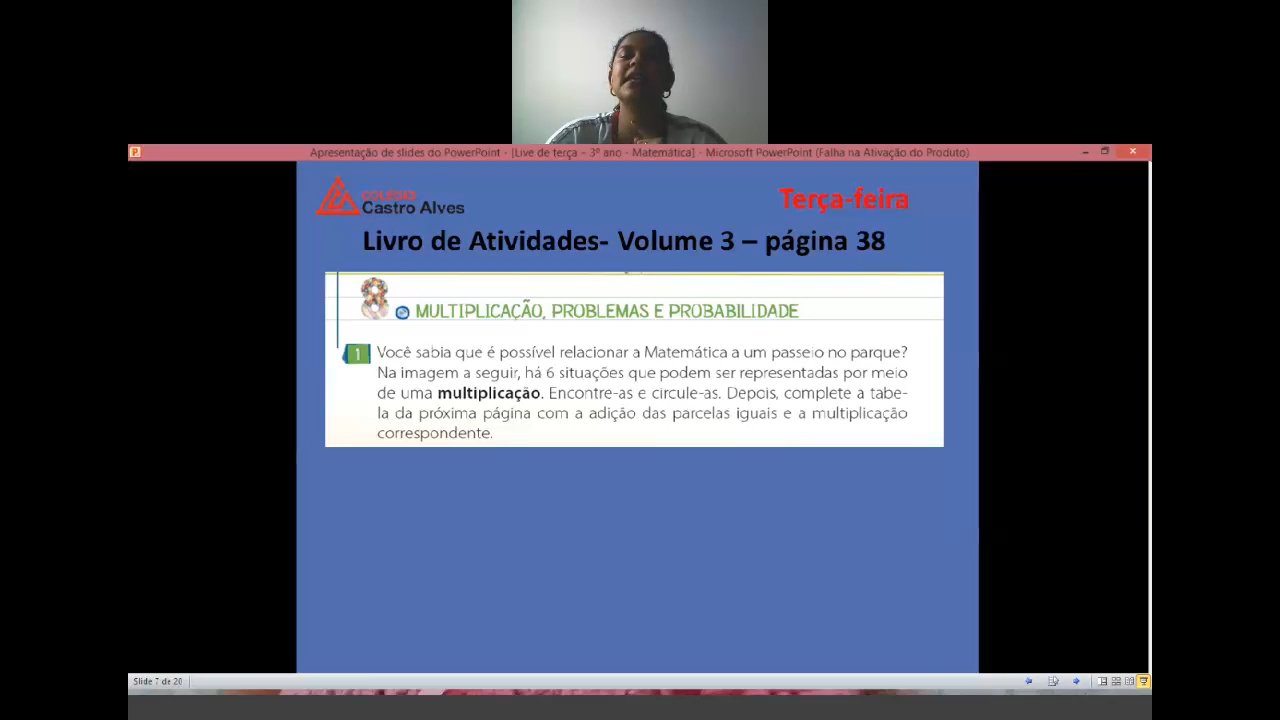 Apresentação de slides do PowerPoint - [Live de terça - 3º ano - Matemática] - Microsoft PowerPoint (Falha na Ativação do Produto)
COLÉGIO
Castro Alves
Terça-feira
Livro de Atividades- Volume 3 – página 38
8
MULTIPLICAÇÃO, PROBLEMAS E PROBABILIDADE
1 Você sabia que é possível relacionar a Matemática a um passeio no parque?
Na imagem a seguir, há 6 situações que podem ser representadas por meio
de uma multiplicação. Encontre-as e circule-as. Depois, complete a tabe-
la da próxima página com a adição das parcelas iguais e a multiplicação
correspondente.
Slide 7 de 20